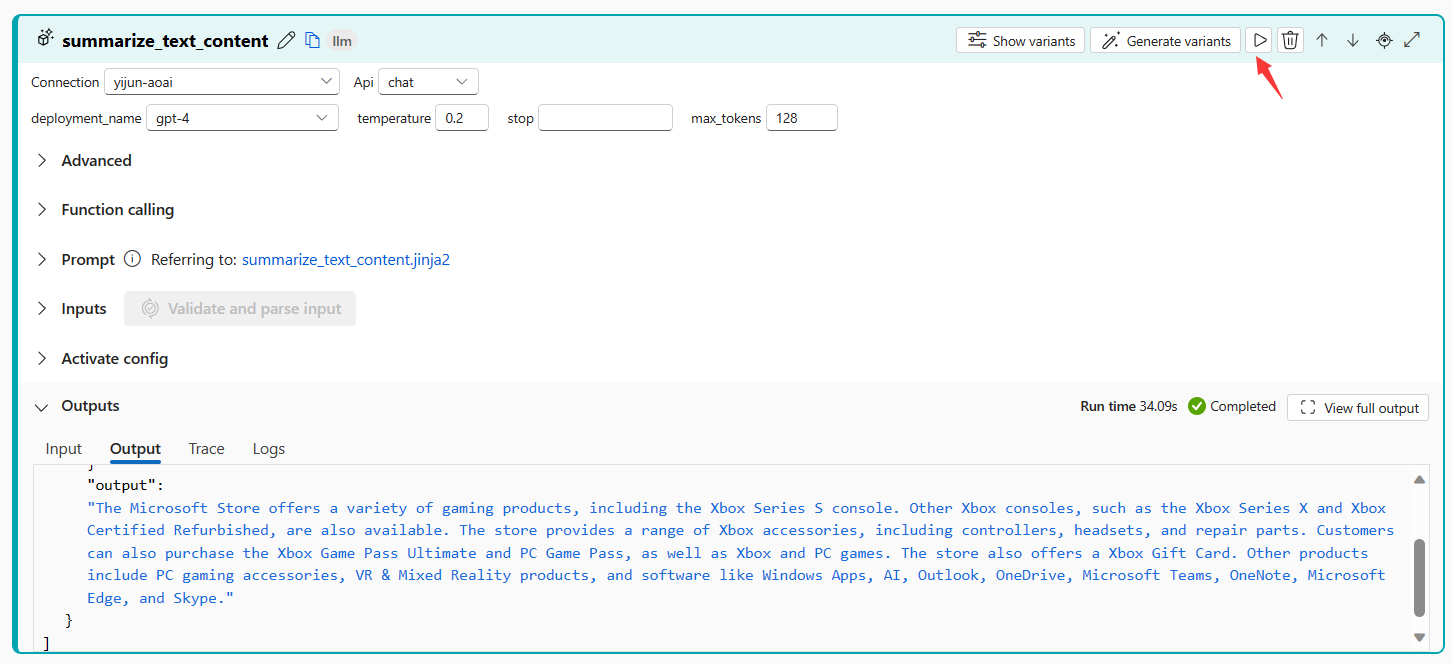 summarize_text_content llm Show variants Generate variants
Connection yijun-aoai Api chat
deployment_name gpt-4 temperature 0.2 stop max_tokens 128
Advanced
Function calling
Prompt Referring to: summarize_text_content.jinja2
Inputs Validate and parse input
Activate config
Outputs Run time 34.09s Completed View full output
Input Output Trace Logs
}
"output":
"The Microsoft Store offers a variety of gaming products, including the Xbox Series S console. Other Xbox consoles, such as the Xbox Series X and Xbox
Certified Refurbished, are also available. The store provides a range of Xbox accessories, including controllers, headsets, and repair parts. Customers
can also purchase the Xbox Game Pass Ultimate and PC Game Pass, as well as Xbox and PC games. The store also offers a Xbox Gift Card. Other products
include PC gaming accessories, VR & Mixed Reality products, and software like Windows Apps, AI, Outlook, OneDrive, Microsoft Teams, OneNote, Microsoft
Edge, and Skype."
}
]